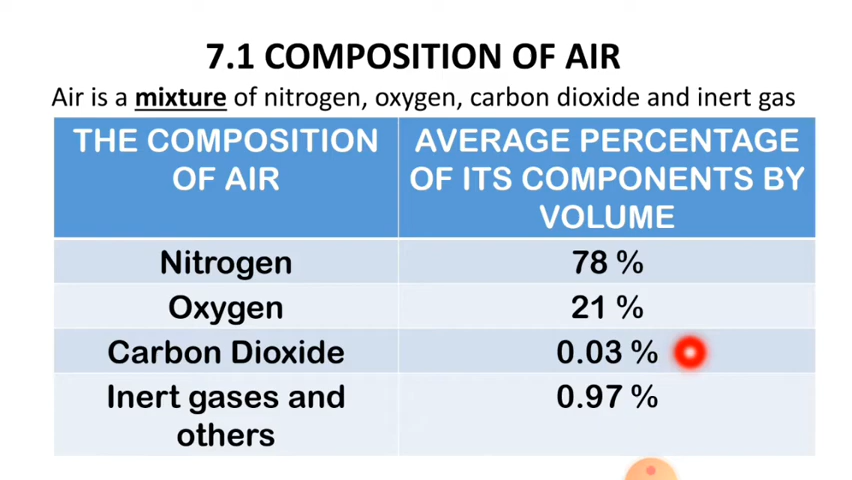 7.1 COMPOSITION OF AIR
Air is a mixture of nitrogen, oxygen, carbon dioxide and inert gas
THE COMPOSITION
OF AIR
AVERAGE PERCENTAGE
OF ITS COMPONENTS BY
VOLUME
Nitrogen
78 %
Oxygen
21 %
Carbon Dioxide
0.03 %
Inert gases and
others
0.97 %